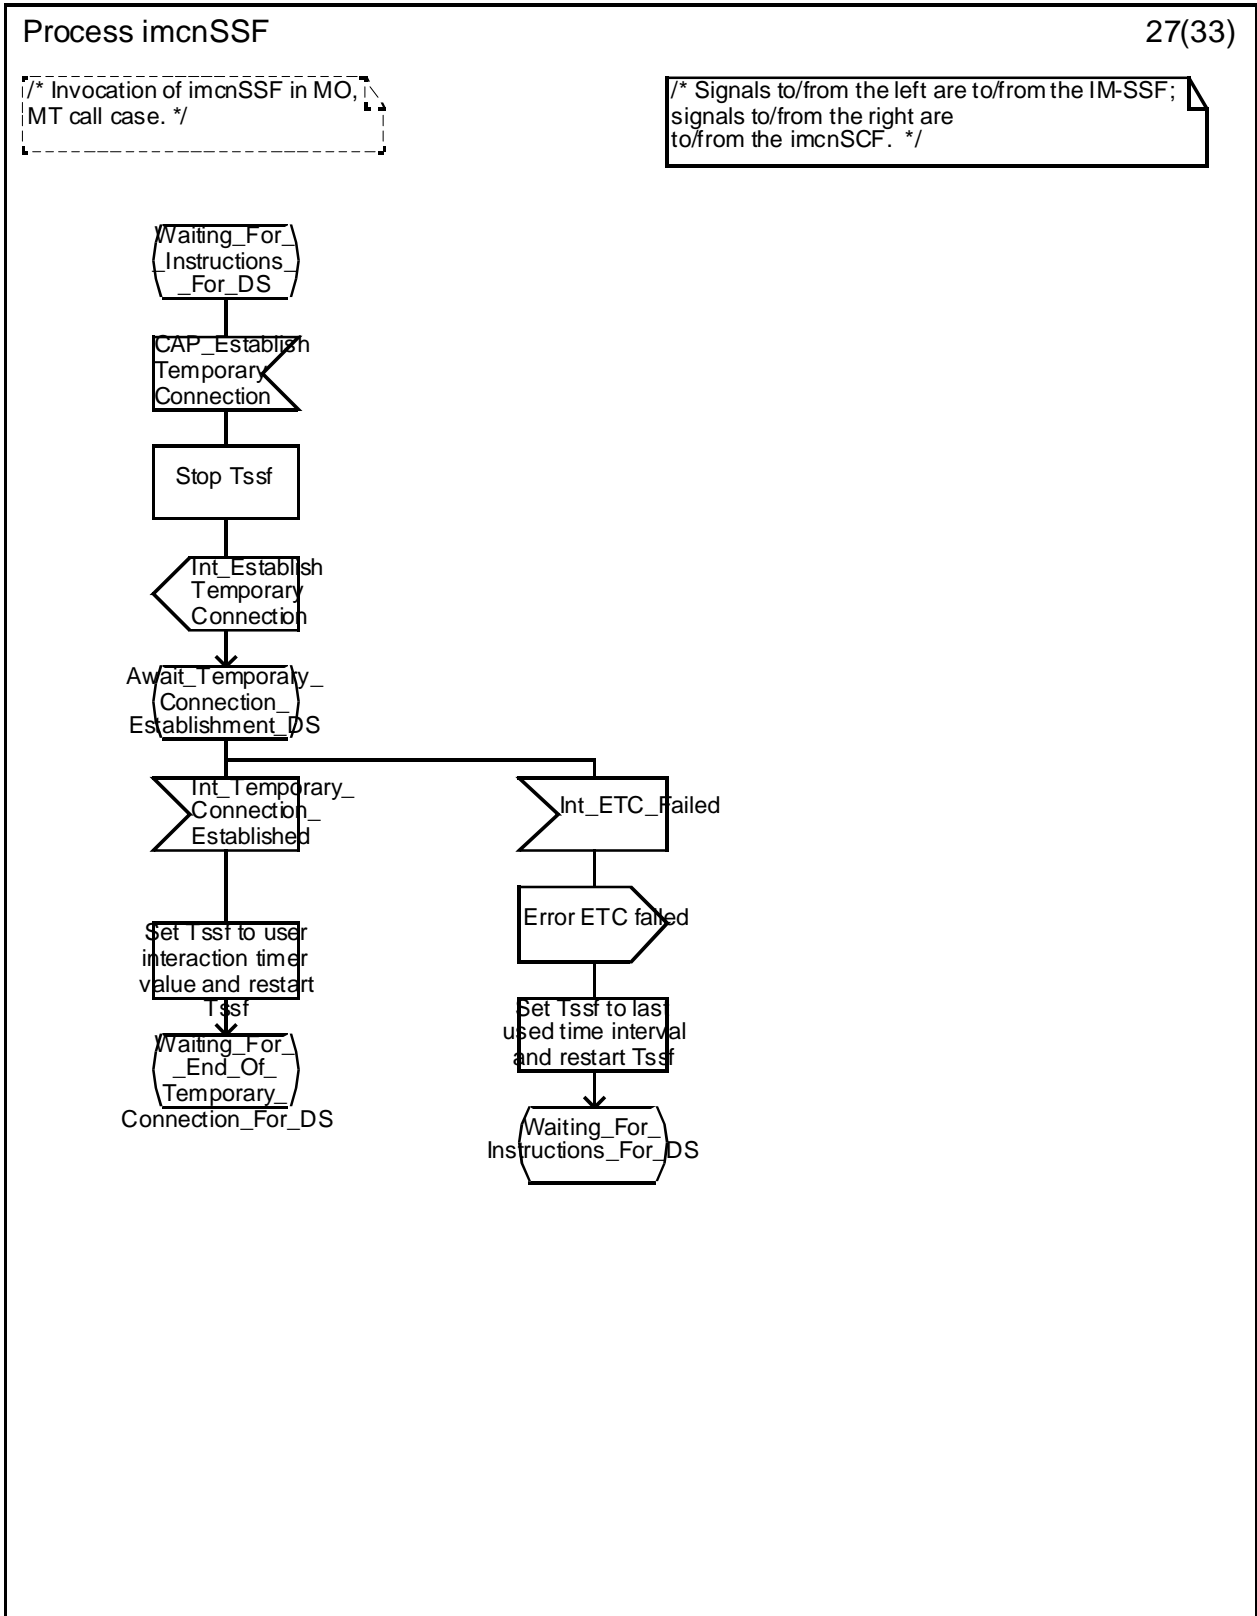 Process imcnSSF
27(33)
/* Invocation of imcnSSF in MO,
MT call case. */
/* Signals to/from the left are to/from the IM-SSF;
signals to/from the right are
to/from the imcnSCF. */
Waiting_For_
_Instructions_
_For_DS
CAP_Establish
Temporary
Connection
Stop Tssf
Int_Establish
Temporary
Connection
Await_Temporary_
Connection_
Establishment_DS
Int_Temporary_
Connection_
Established
Int_ETC_Failed
Error ETC failed
Set Tssf to user
interaction timer
value and restart
Tssf
Set Tssf to last
used time interval
and restart Tssf
Waiting_For_
_End_Of_
Temporary_
Connection_For_DS
Waiting_For_
Instructions_For_DS